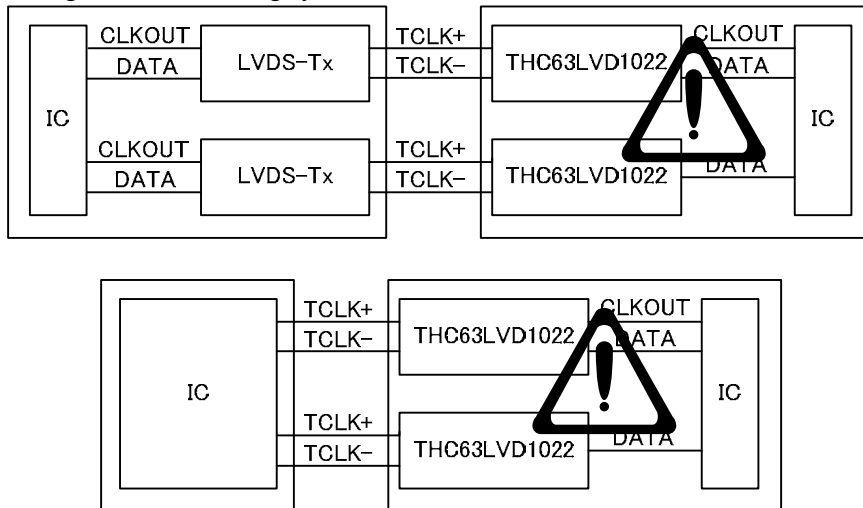 CLKOUT TCLK+ CLKOUT
DATA LVDS-Tx TCLK- THC63LVD1022 DATA
IC IC
CLKOUT TCLK+
DATA LVDS-Tx TCLK- THC63LVD1022 DATA
TCLK+ CLKOUT
TCLK- THC63LVD1022 DATA
IC IC
TCLK+
TCLK- THC63LVD1022 DATA